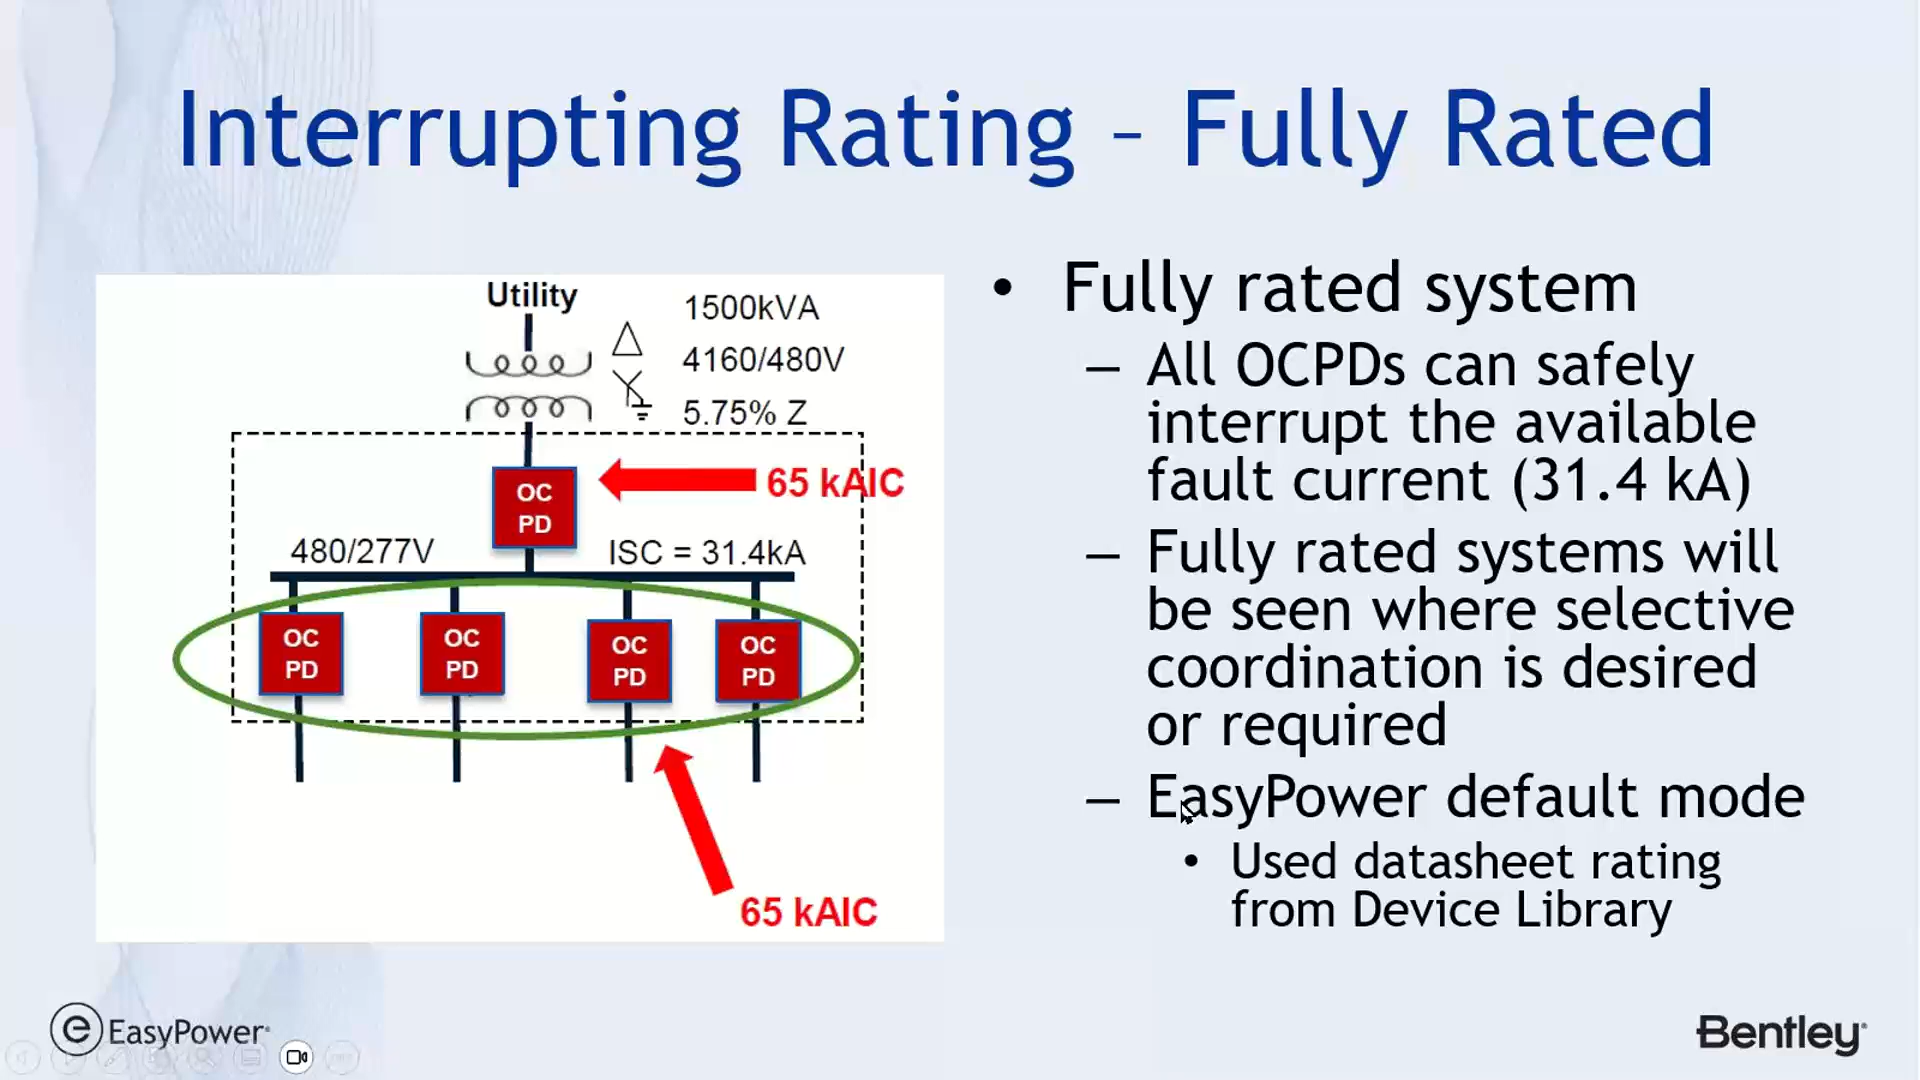 Interrupting Rating – Fully Rated
Utility
1500kVA
4160/480V
5.75% Z
OC
PD
65 kAIC
480/277V
ISC = 31.4kA
OC
PD
OC
PD
OC
PD
OC
PD
65 kAIC
• Fully rated system
– All OCPDs can safely
interrupt the available
fault current (31.4 kA)
– Fully rated systems will
be seen where selective
coordination is desired
or required
– EasyPower default mode
• Used datasheet rating
from Device Library
e EasyPower
Bentley